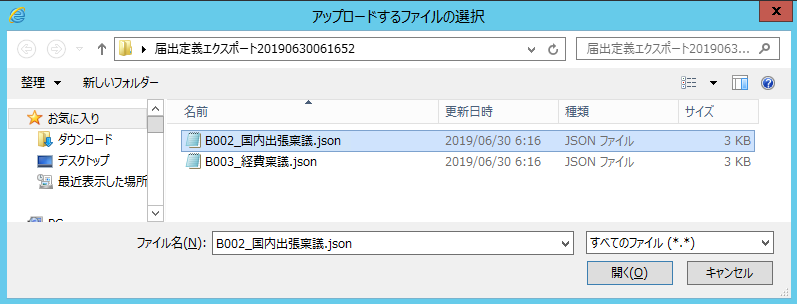 アップロードするファイルの選択
届出定義エクスポート20190630061652
届出定義エクスポート2019063...
整理 新しいフォルダー
お気に入り
ダウンロード
デスクトップ
最近表示した場所
名前 更新日時 種類 サイズ
B002_国内出張稟議.json 2019/06/30 6:16 JSON ファイル 3 KB
B003_経費稟議.json 2019/06/30 6:16 JSON ファイル 3 KB
ファイル名(N): B002_国内出張稟議.json すべてのファイル (*.*)
開く(O) キャンセル